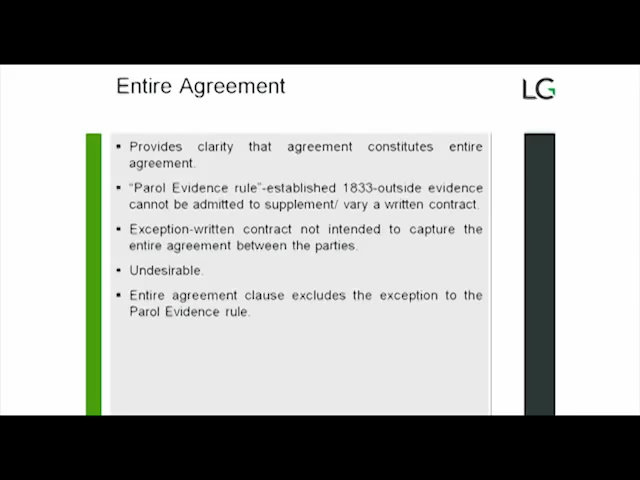 Entire Agreement
LG
▪ Provides clarity that agreement constitutes entire
agreement.
▪ “Parol Evidence rule”-established 1833-outside evidence
cannot be admitted to supplement/ vary a written contract.
▪ Exception-written contract not intended to capture the
entire agreement between the parties.
▪ Undesirable.
▪ Entire agreement clause excludes the exception to the
Parol Evidence rule.